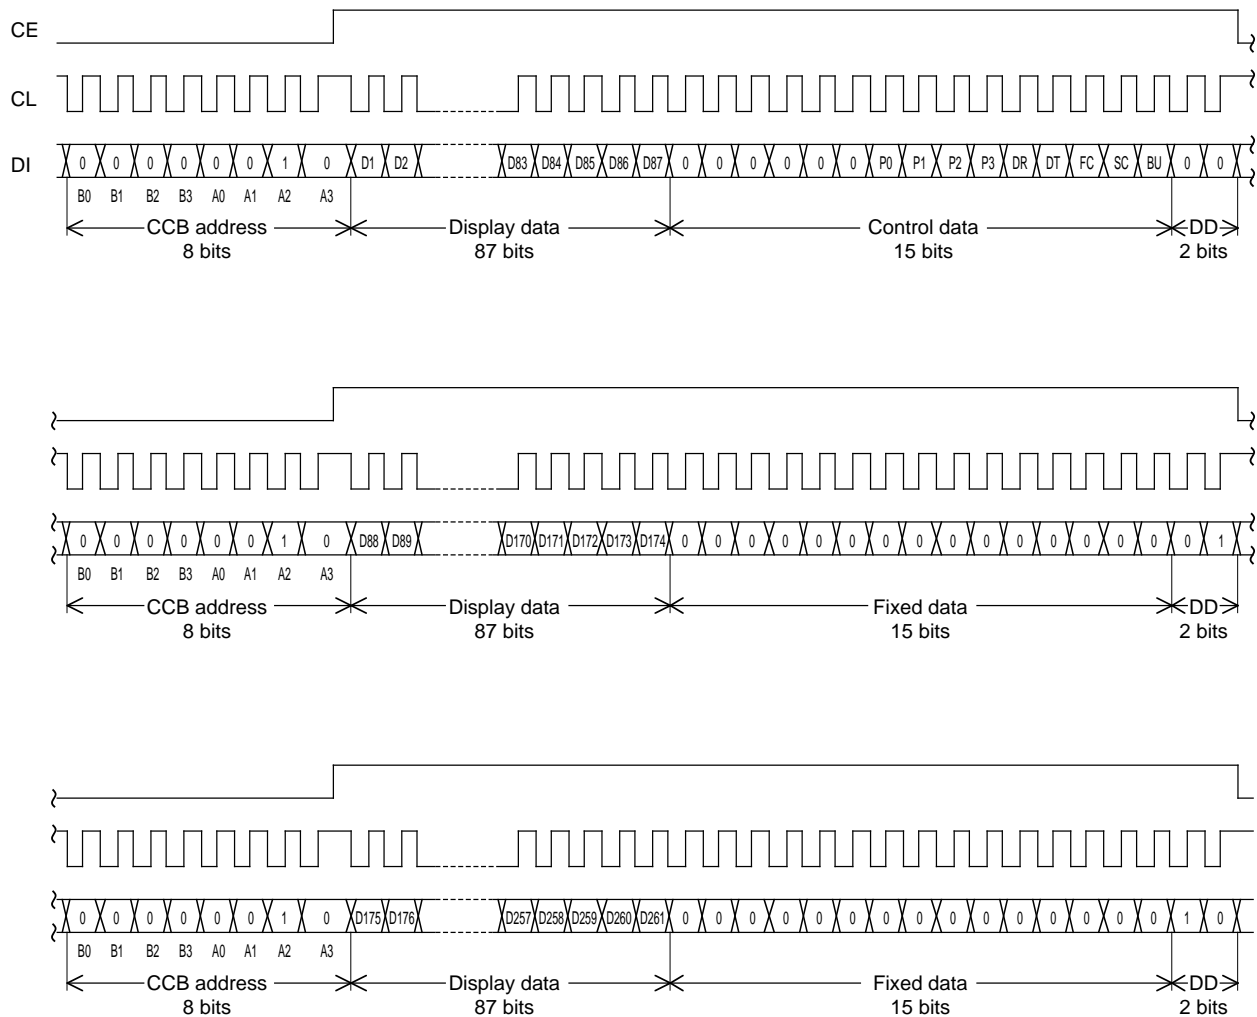 CE
CL
DI 0 0 0 0 0 0 1 0 D1 D2 D83 D84 D85 D86 D87 0 0 0 0 0 0 P0 P1 P2 P3 DR DT FC SC BU 0 0
B0 B1 B2 B3 A0 A1 A2 A3
CCB address Display data Control data DD
8 bits 87 bits 15 bits 2 bits
0 0 0 0 0 0 1 0 D88 D89 D170 D171 D172 D173 D174 0 0 0 0 0 0 0 0 0 0 0 0 0 0 0 0 1
B0 B1 B2 B3 A0 A1 A2 A3
CCB address Display data Fixed data DD
8 bits 87 bits 15 bits 2 bits
0 0 0 0 0 0 1 0 D175 D176 D257 D258 D259 D260 D261 0 0 0 0 0 0 0 0 0 0 0 0 0 0 0 1 0
B0 B1 B2 B3 A0 A1 A2 A3
CCB address Display data Fixed data DD
8 bits 87 bits 15 bits 2 bits